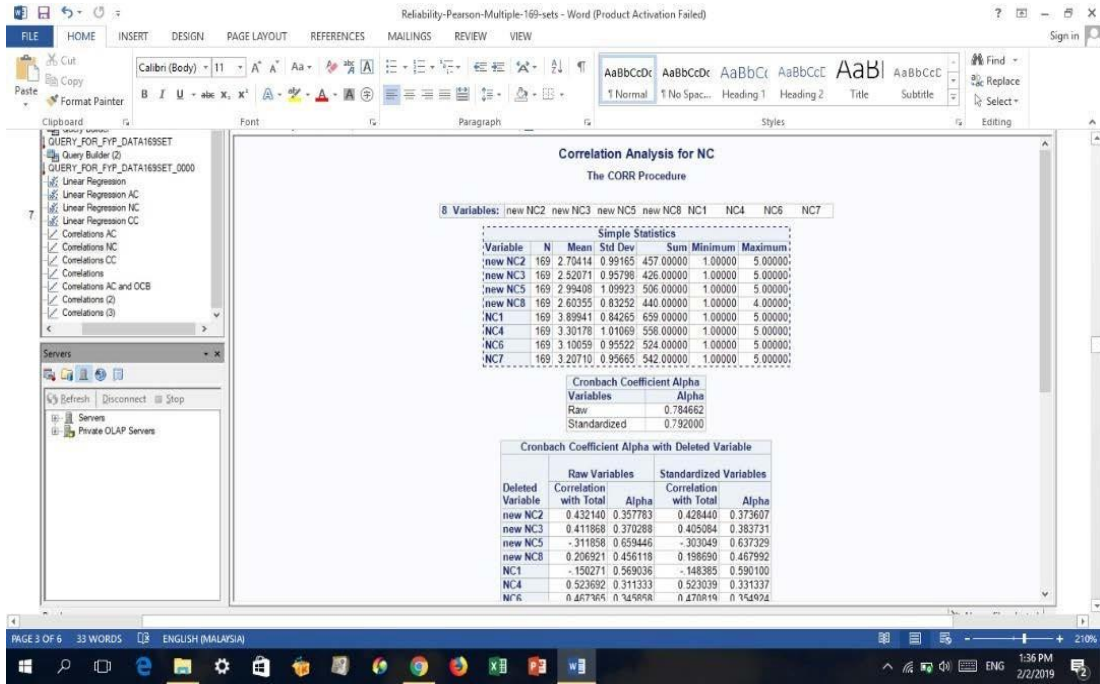 Reliability-Pearson-Multiple-169-sets - Word (Product Activation Failed)
FILE HOME INSERT DESIGN PAGE LAYOUT REFERENCES MAILINGS REVIEW VIEW Sign in
Cut
Copy
Format Painter
Paste
Calibri (Body) 11
AaBbCcDc AaBbCcDc AaBbCc AaBbCcC AaBl AaBbCcC
¶ Normal ¶ No Spac... Heading 1 Heading 2 Title Subtitle
Find
Replace
Select
Clipboard Font Paragraph Styles Editing
QUERY_FOR_FYP_DATA169SET
Query Builder (2)
QUERY_FOR_FYP_DATA169SET_0000
Linear Regression
Linear Regression AC
Linear Regression NC
Linear Regression CC
Correlations AC
Correlations NC
Correlations CC
Correlations
Correlations AC and OCB
Correlations (2)
Correlations (3)
7
Servers
Refresh Disconnect Stop
Servers
Private OLAP Servers
Correlation Analysis for NC
The CORR Procedure
8 Variables: new NC2 new NC3 new NC5 new NC8 NC1 NC4 NC6 NC7
Simple Statistics
Variable N Mean Std Dev Sum Minimum Maximum
new NC2 169 2.70414 0.99165 457.00000 1.00000 5.00000
new NC3 169 2.52071 0.95798 426.00000 1.00000 5.00000
new NC5 169 2.99408 1.09923 506.00000 1.00000 5.00000
new NC8 169 2.60355 0.83252 440.00000 1.00000 4.00000
NC1 169 3.89941 0.84265 659.00000 1.00000 5.00000
NC4 169 3.30178 1.01069 558.00000 1.00000 5.00000
NC6 169 3.10059 0.95522 524.00000 1.00000 5.00000
NC7 169 3.20710 0.95665 542.00000 1.00000 5.00000
Cronbach Coefficient Alpha
Variables Alpha
Raw 0.784662
Standardized 0.792000
Cronbach Coefficient Alpha with Deleted Variable
Raw Variables Standardized Variables
Deleted Variable Correlation with Total Alpha Correlation with Total Alpha
new NC2 0.432140 0.357783 0.428440 0.373607
new NC3 0.411868 0.370288 0.405084 0.383731
new NC5 -.311858 0.659446 -.303049 0.637329
new NC8 0.206921 0.456118 0.198690 0.467992
NC1 -.150271 0.569036 -.148385 0.590100
NC4 0.523692 0.311333 0.523039 0.331337
NC6 0.467365 0.345858 0.470819 0.354924
PAGE 3 OF 6 33 WORDS ENGLISH (MALAYSIA) 210%
ENG
1:36 PM
2/2/2019